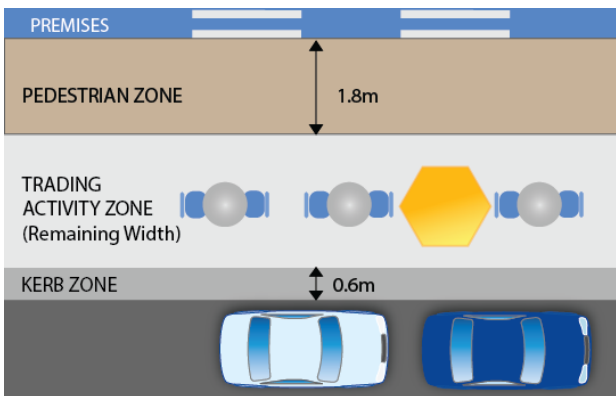 PREMISES
PEDESTRIAN ZONE
1.8m
TRADING
ACTIVITY ZONE
(Remaining Width)
KERB ZONE
0.6m